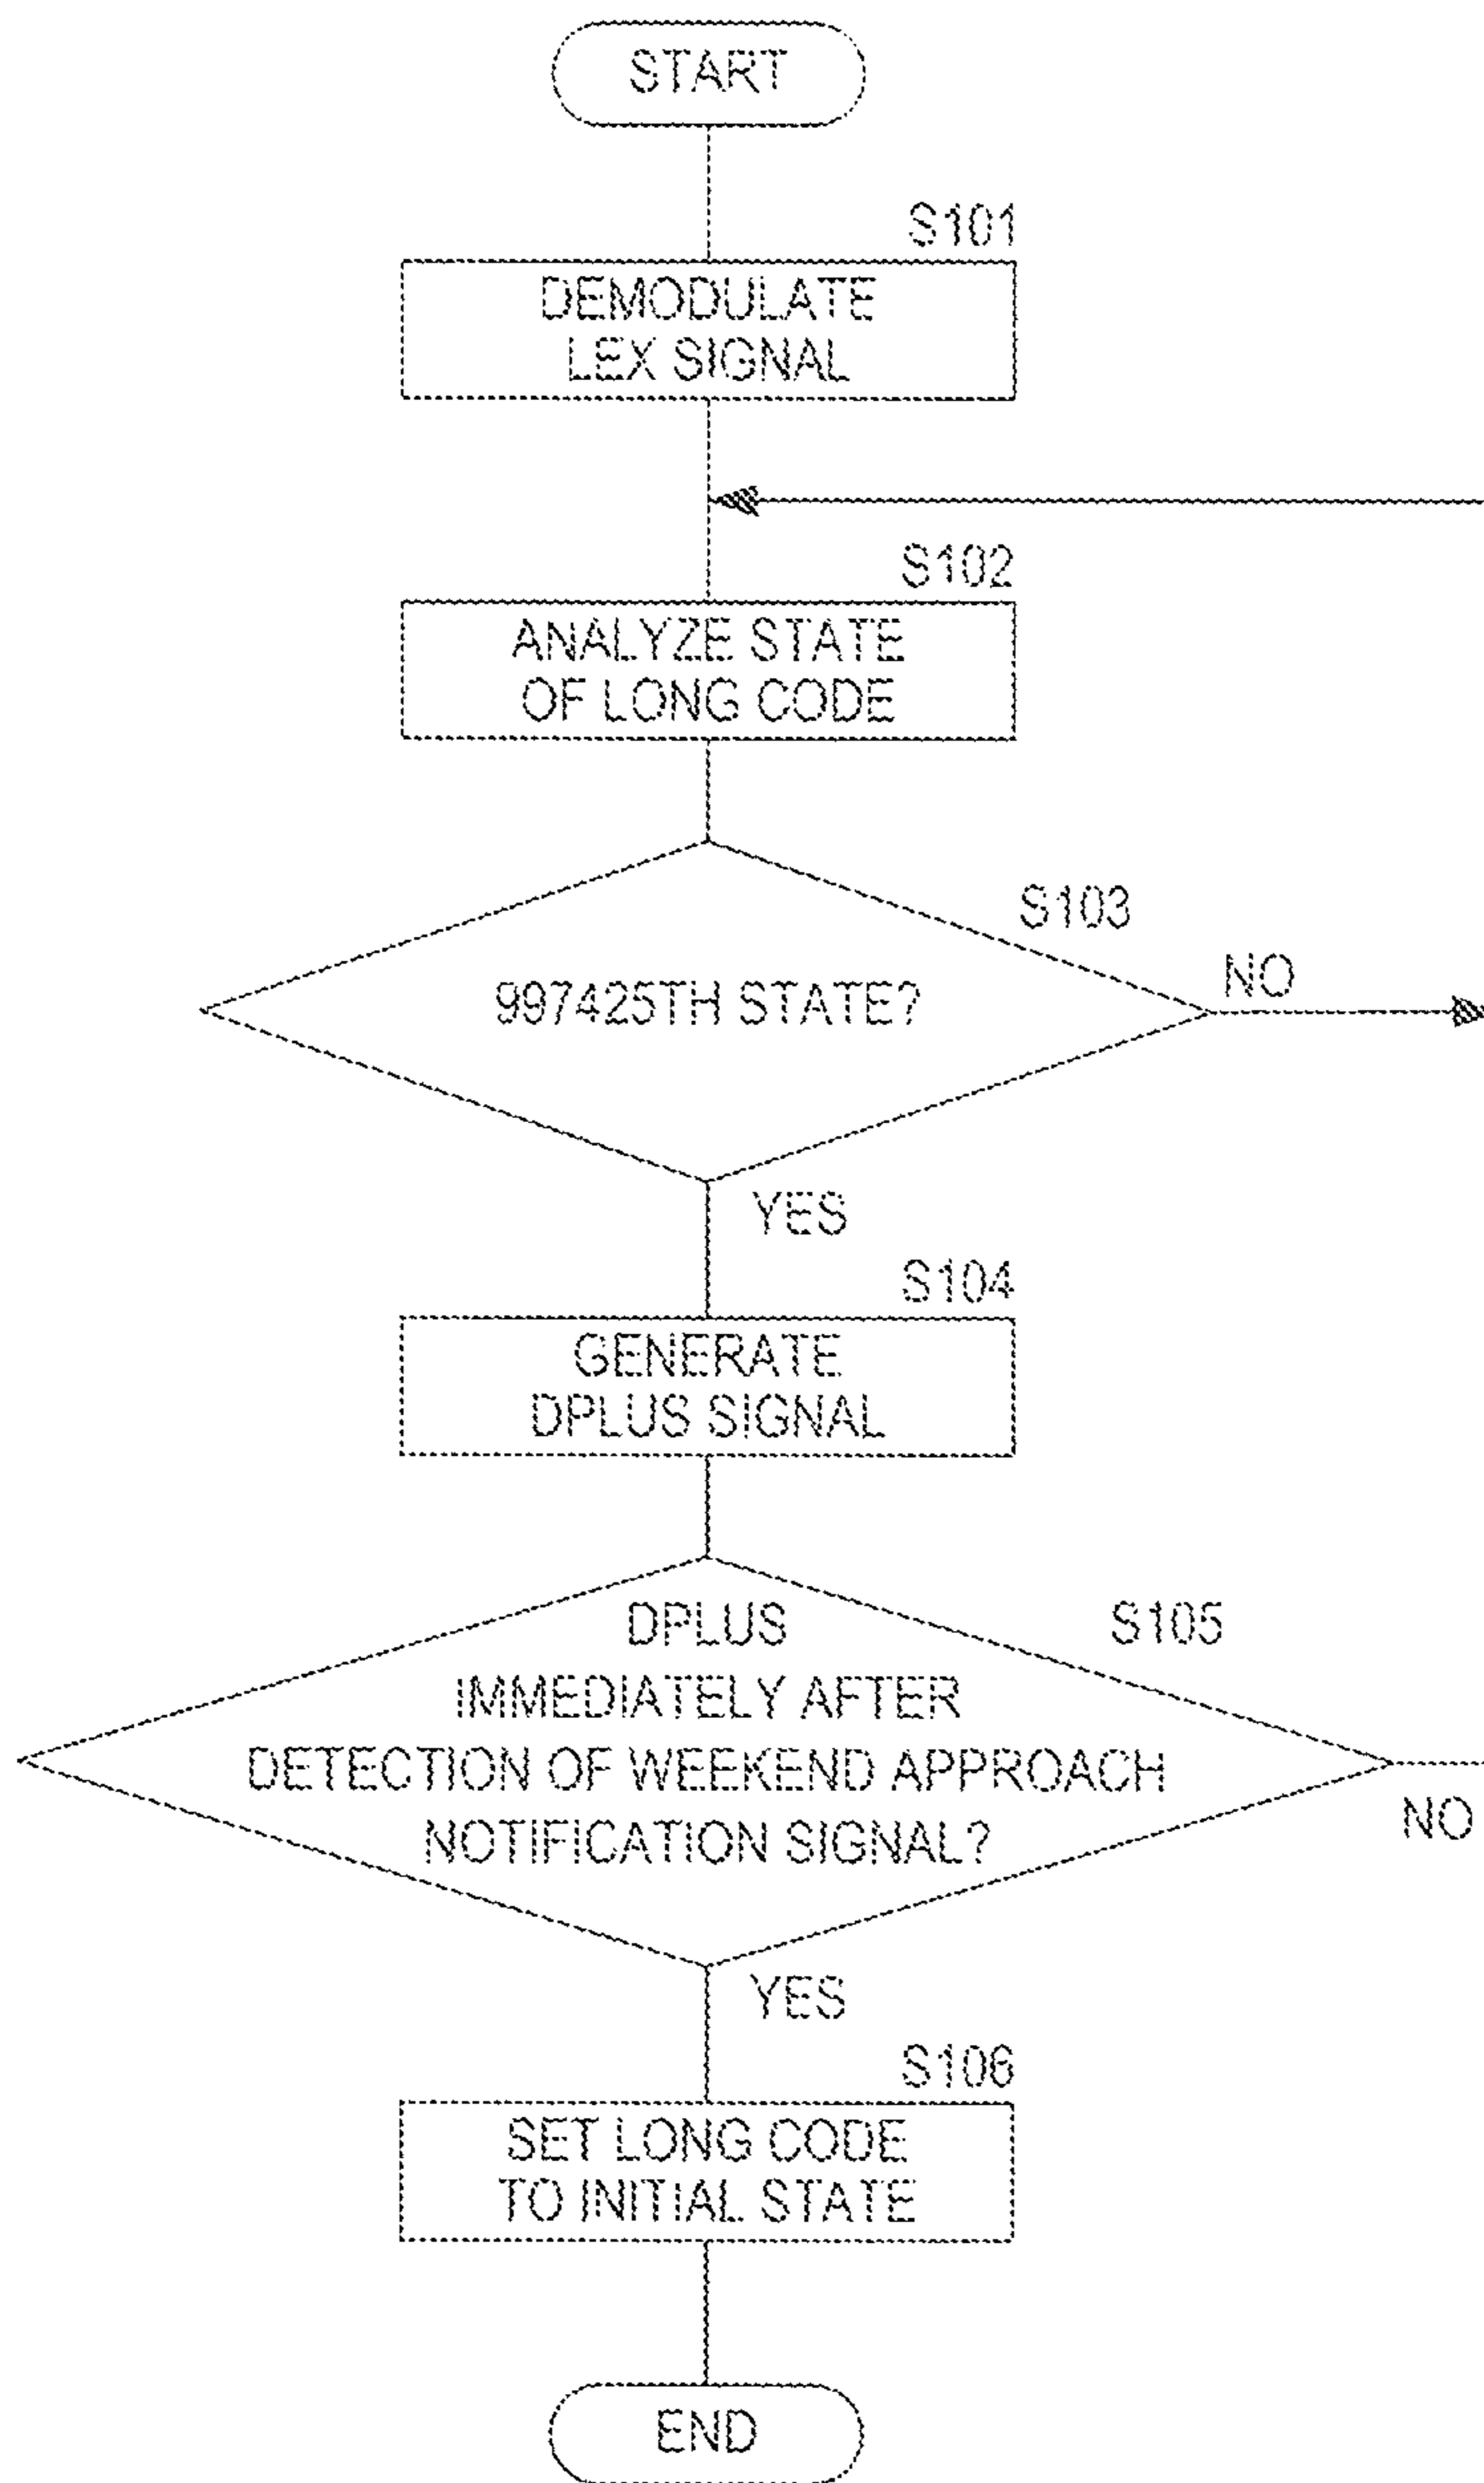 START
S101
DEMODULATE
LEX SIGNAL
S102
ANALYZE STATE
OF LONG CODE
S103
997425TH STATE?
NO
YES
S104
GENERATE
DPLUS SIGNAL
S105
DPLUS
IMMEDIATELY AFTER
DETECTION OF WEEKEND APPROACH
NOTIFICATION SIGNAL?
NO
YES
S106
SET LONG CODE
TO INITIAL STATE
END